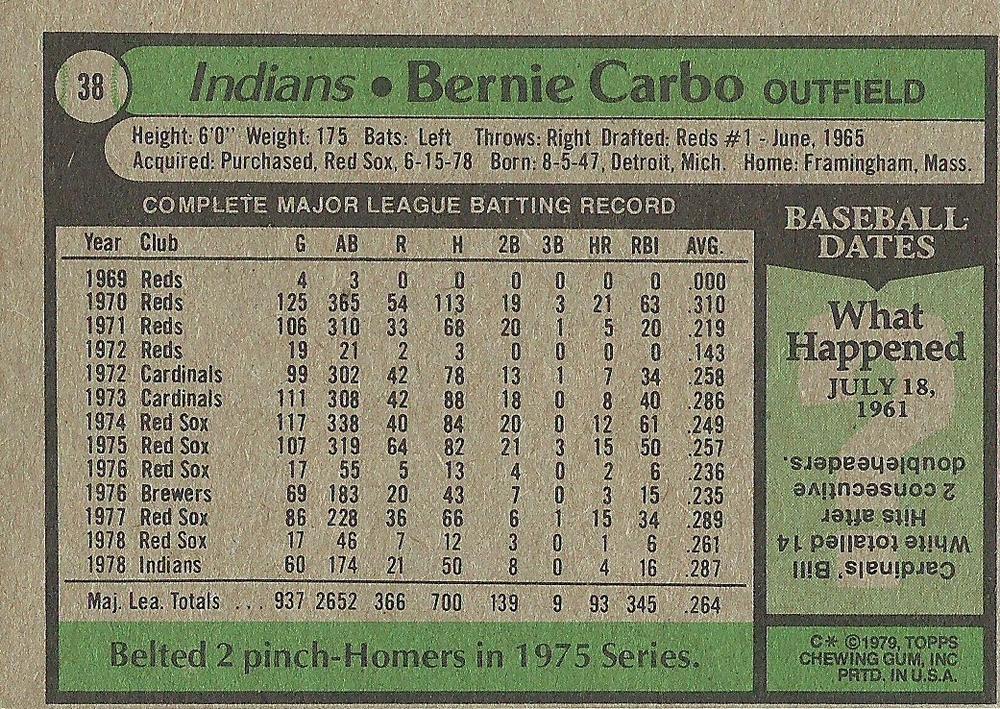 38
Indians • Bernie Carbo OUTFIELD
Height: 6'0" Weight: 175 Bats: Left Throws: Right Drafted: Reds #1 - June, 1965
Acquired: Purchased, Red Sox, 6-15-78 Born: 8-5-47, Detroit, Mich. Home: Framingham, Mass.
COMPLETE MAJOR LEAGUE BATTING RECORD
Year Club G AB R H 2B 3B HR RBI AVG.
1969 Reds 4 3 0 0 0 0 0 0 .000
1970 Reds 125 365 54 113 19 3 21 63 .310
1971 Reds 106 310 33 68 20 1 5 20 .219
1972 Reds 19 21 2 3 0 0 0 0 .143
1972 Cardinals 99 302 42 78 13 1 7 34 .258
1973 Cardinals 111 308 42 88 18 0 8 40 .286
1974 Red Sox 117 338 40 84 20 0 12 61 .249
1975 Red Sox 107 319 64 82 21 3 15 50 .257
1976 Red Sox 17 55 5 13 4 0 2 6 .236
1976 Brewers 69 183 20 43 7 0 3 15 .235
1977 Red Sox 86 228 36 66 6 1 15 34 .289
1978 Red Sox 17 46 7 12 3 0 1 6 .261
1978 Indians 60 174 21 50 8 0 4 16 .287
Maj. Lea. Totals ... 937 2652 366 700 139 9 93 345 .264
Belted 2 pinch-Homers in 1975 Series.
BASEBALL
DATES
What
Happened
JULY 18,
1961
Cardinals' Bill
White totalled 14
Hits after
2 consecutive
doubleheaders.
C* ©1979, TOPPS
CHEWING GUM, INC
PRTD. IN U.S.A.